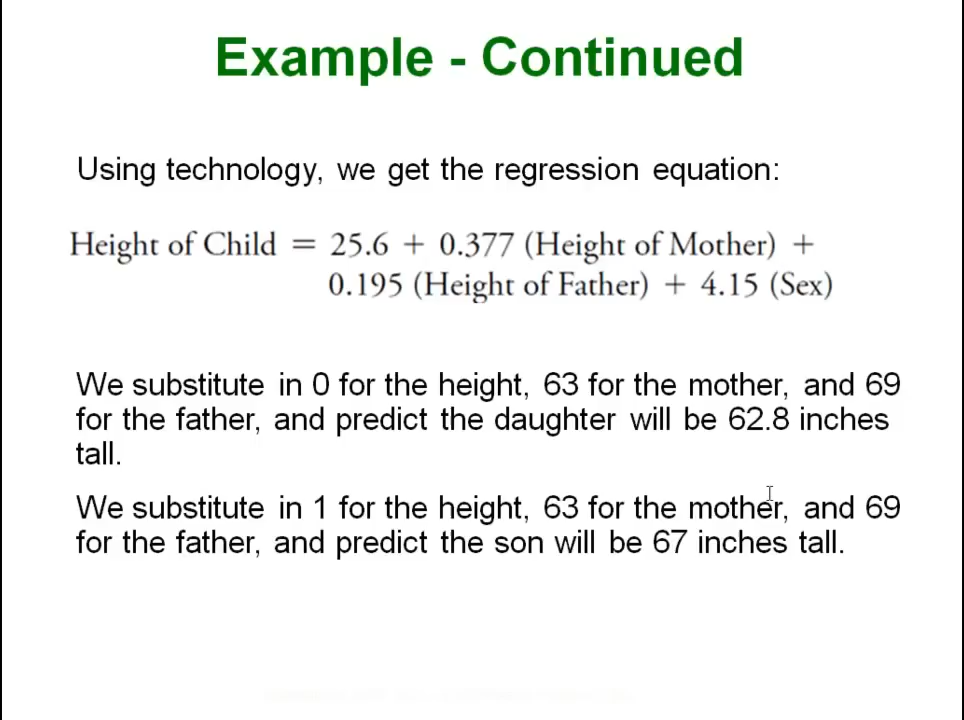 Example - Continued
Using technology, we get the regression equation:
Height of Child = 25.6 + 0.377 (Height of Mother) +
0.195 (Height of Father) + 4.15 (Sex)
We substitute in 0 for the height, 63 for the mother, and 69
for the father, and predict the daughter will be 62.8 inches
tall.
We substitute in 1 for the height, 63 for the mother, and 69
for the father, and predict the son will be 67 inches tall.